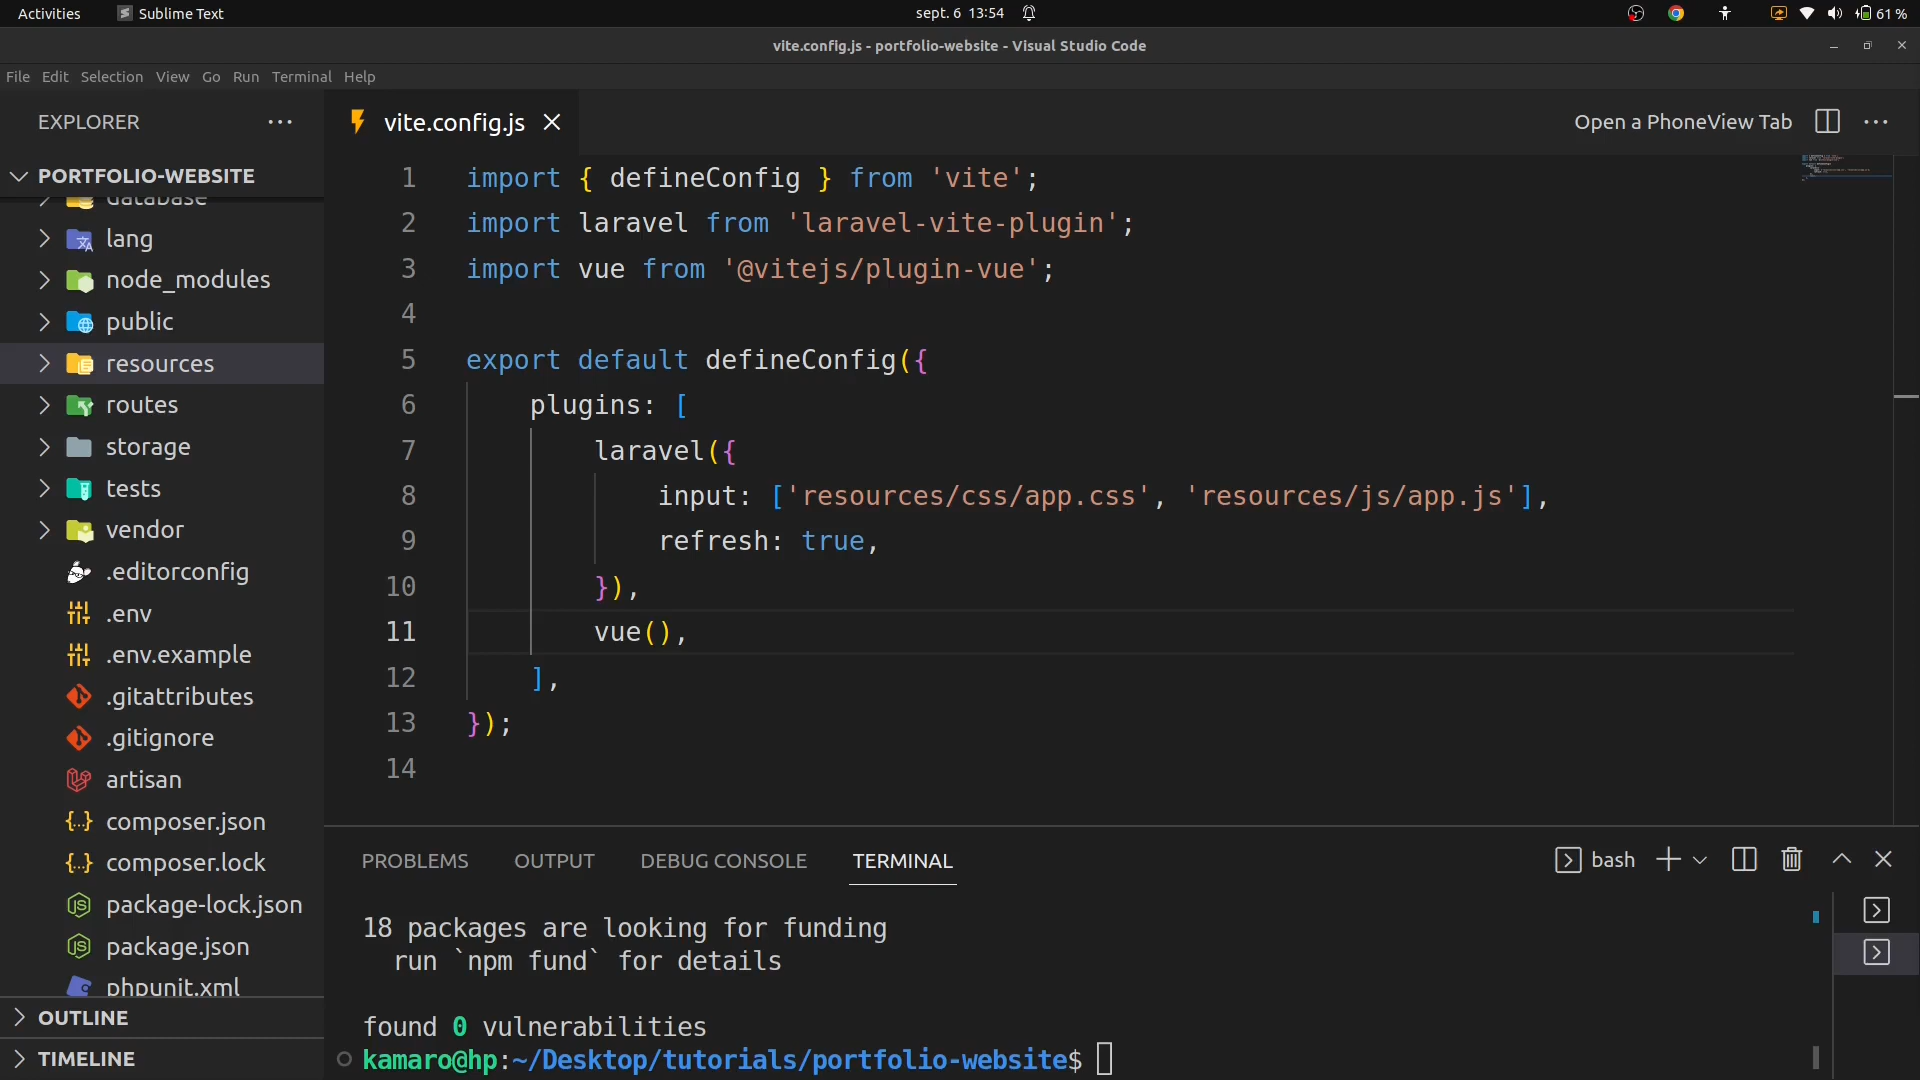 Activities
Sublime Text
sept. 6 13:54
61 %
vite.config.js - portfolio-website - Visual Studio Code
File Edit Selection View Go Run Terminal Help
EXPLORER
PORTFOLIO-WEBSITE
database
lang
node_modules
public
resources
routes
storage
tests
vendor
.editorconfig
.env
.env.example
.gitattributes
.gitignore
artisan
composer.json
composer.lock
package-lock.json
package.json
phpunit.xml
OUTLINE
TIMELINE
vite.config.js
Open a PhoneView Tab
1 import { defineConfig } from 'vite';
2 import laravel from 'laravel-vite-plugin';
3 import vue from '@vitejs/plugin-vue';
4
5 export default defineConfig({
6     plugins: [
7         laravel({
8             input: ['resources/css/app.css', 'resources/js/app.js'],
9             refresh: true,
10         }),
11         vue(),
12     ],
13 });
14
PROBLEMS OUTPUT DEBUG CONSOLE TERMINAL
bash
18 packages are looking for funding
  run `npm fund` for details
found 0 vulnerabilities
kamaro@hp:~/Desktop/tutorials/portfolio-website$